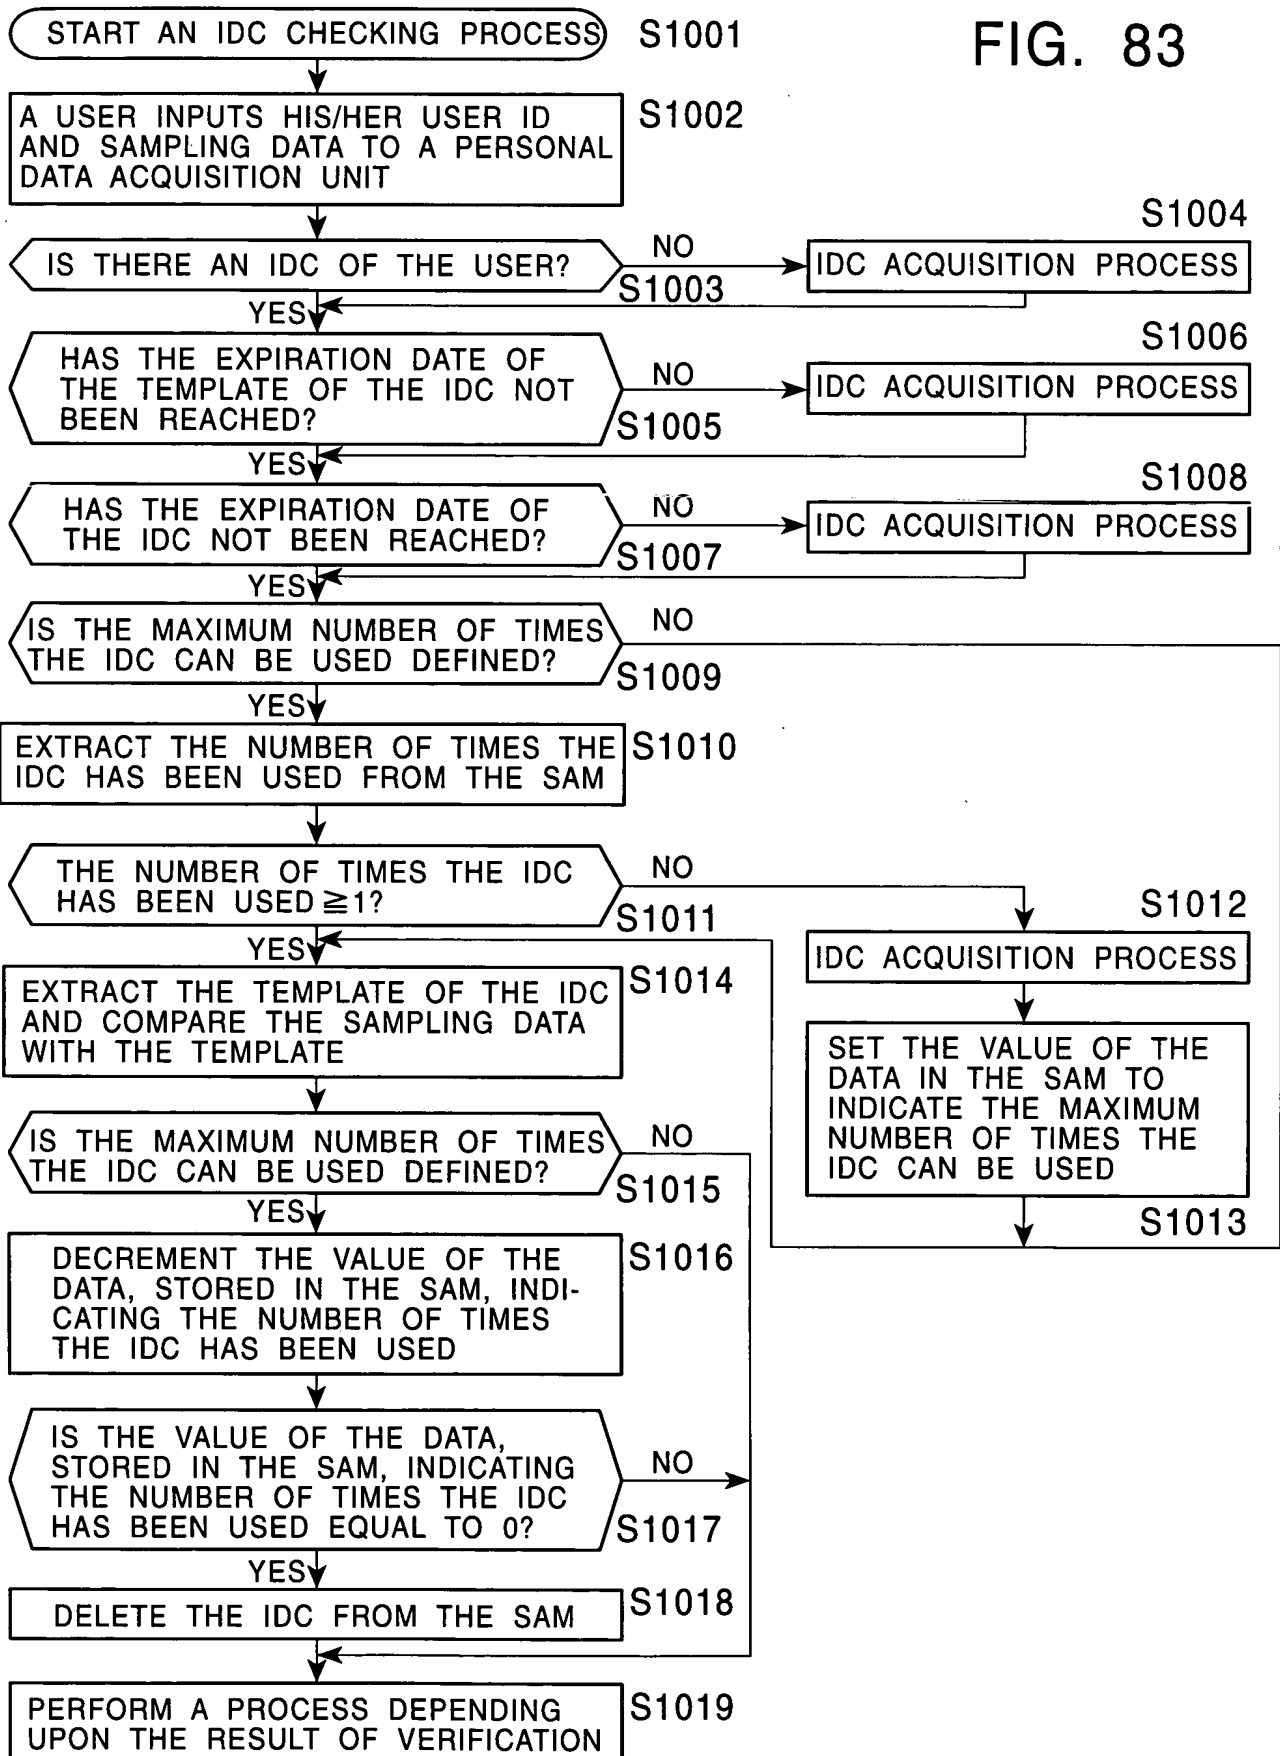 FIG. 83
START AN IDC CHECKING PROCESS
S1001
A USER INPUTS HIS/HER USER ID
AND SAMPLING DATA TO A PERSONAL
DATA ACQUISITION UNIT
S1002
IS THERE AN IDC OF THE USER?
NO
S1003
S1004
IDC ACQUISITION PROCESS
YES
HAS THE EXPIRATION DATE OF
THE TEMPLATE OF THE IDC NOT
BEEN REACHED?
NO
S1005
S1006
IDC ACQUISITION PROCESS
YES
HAS THE EXPIRATION DATE OF
THE IDC NOT BEEN REACHED?
NO
S1007
S1008
IDC ACQUISITION PROCESS
YES
IS THE MAXIMUM NUMBER OF TIMES
THE IDC CAN BE USED DEFINED?
NO
S1009
YES
EXTRACT THE NUMBER OF TIMES THE
IDC HAS BEEN USED FROM THE SAM
S1010
THE NUMBER OF TIMES THE IDC
HAS BEEN USED ≧1?
NO
S1011
S1012
IDC ACQUISITION PROCESS
SET THE VALUE OF THE
DATA IN THE SAM TO
INDICATE THE MAXIMUM
NUMBER OF TIMES THE
IDC CAN BE USED
S1013
YES
EXTRACT THE TEMPLATE OF THE IDC
AND COMPARE THE SAMPLING DATA
WITH THE TEMPLATE
S1014
IS THE MAXIMUM NUMBER OF TIMES
THE IDC CAN BE USED DEFINED?
NO
S1015
YES
DECREMENT THE VALUE OF THE
DATA, STORED IN THE SAM, INDI-
CATING THE NUMBER OF TIMES
THE IDC HAS BEEN USED
S1016
IS THE VALUE OF THE DATA,
STORED IN THE SAM, INDICATING
THE NUMBER OF TIMES THE IDC
HAS BEEN USED EQUAL TO 0?
NO
S1017
YES
DELETE THE IDC FROM THE SAM
S1018
PERFORM A PROCESS DEPENDING
UPON THE RESULT OF VERIFICATION
S1019